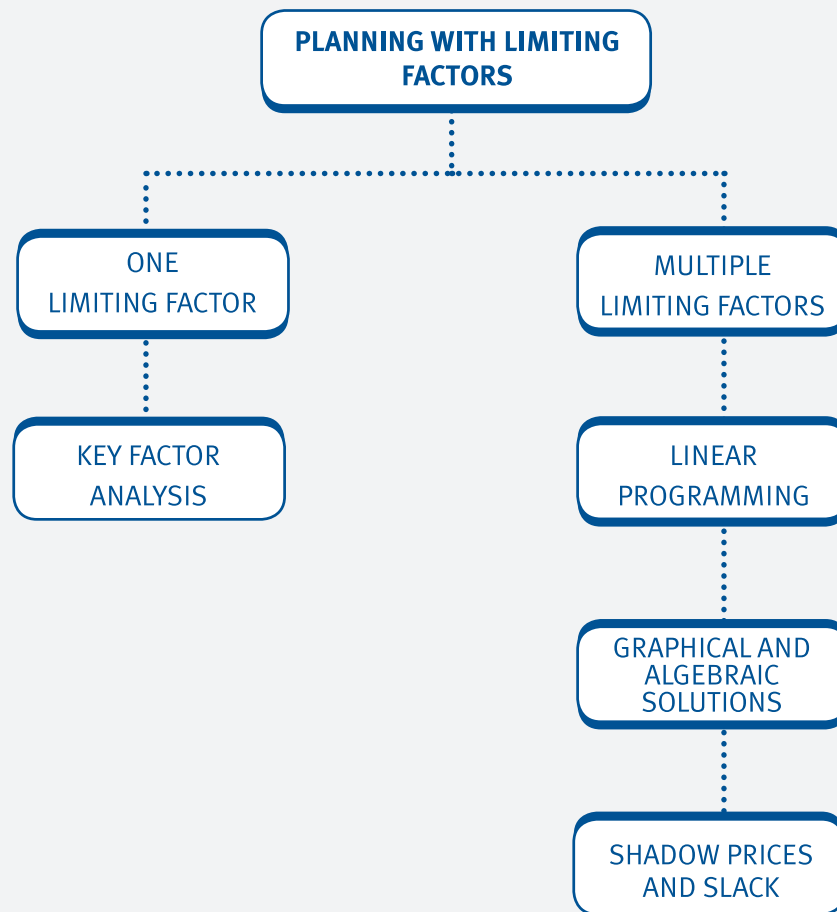 PLANNING WITH LIMITING
FACTORS
ONE
LIMITING FACTOR
MULTIPLE
LIMITING FACTORS
KEY FACTOR
ANALYSIS
LINEAR
PROGRAMMING
GRAPHICAL AND
ALGEBRAIC
SOLUTIONS
SHADOW PRICES
AND SLACK